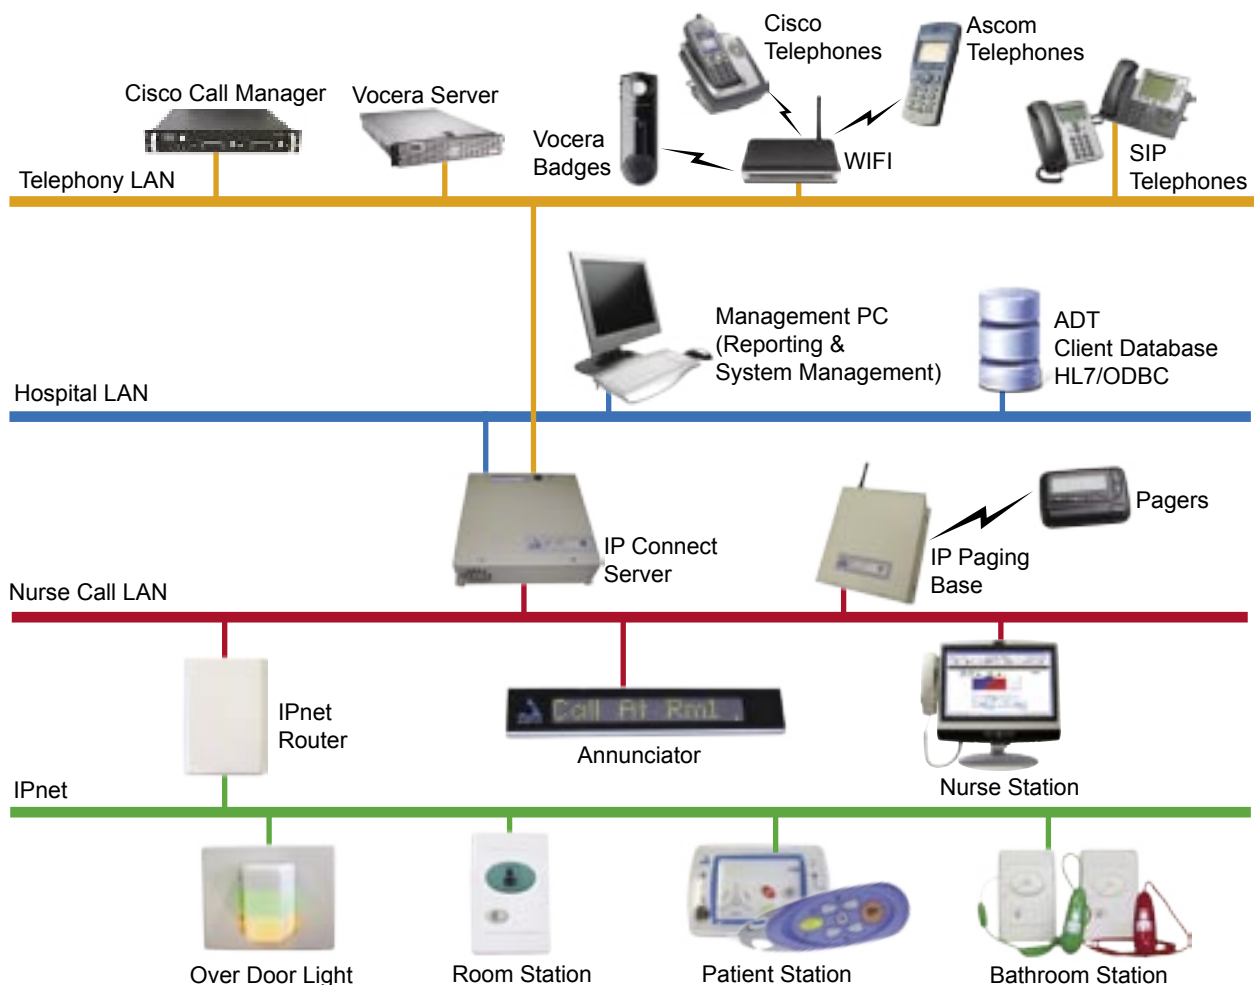 Cisco
Telephones
Ascom
Telephones
Cisco Call Manager
Vocera Server
Vocera
Badges
WIFI
SIP
Telephones
Telephony LAN
Management PC
(Reporting &
System Management)
ADT
Client Database
HL7/ODBC
Hospital LAN
IP Connect
Server
IP Paging
Base
Pagers
Nurse Call LAN
IPnet
Router
Call At Rm1
Annunciator
Nurse Station
IPnet
Over Door Light
Room Station
Patient Station
Bathroom Station